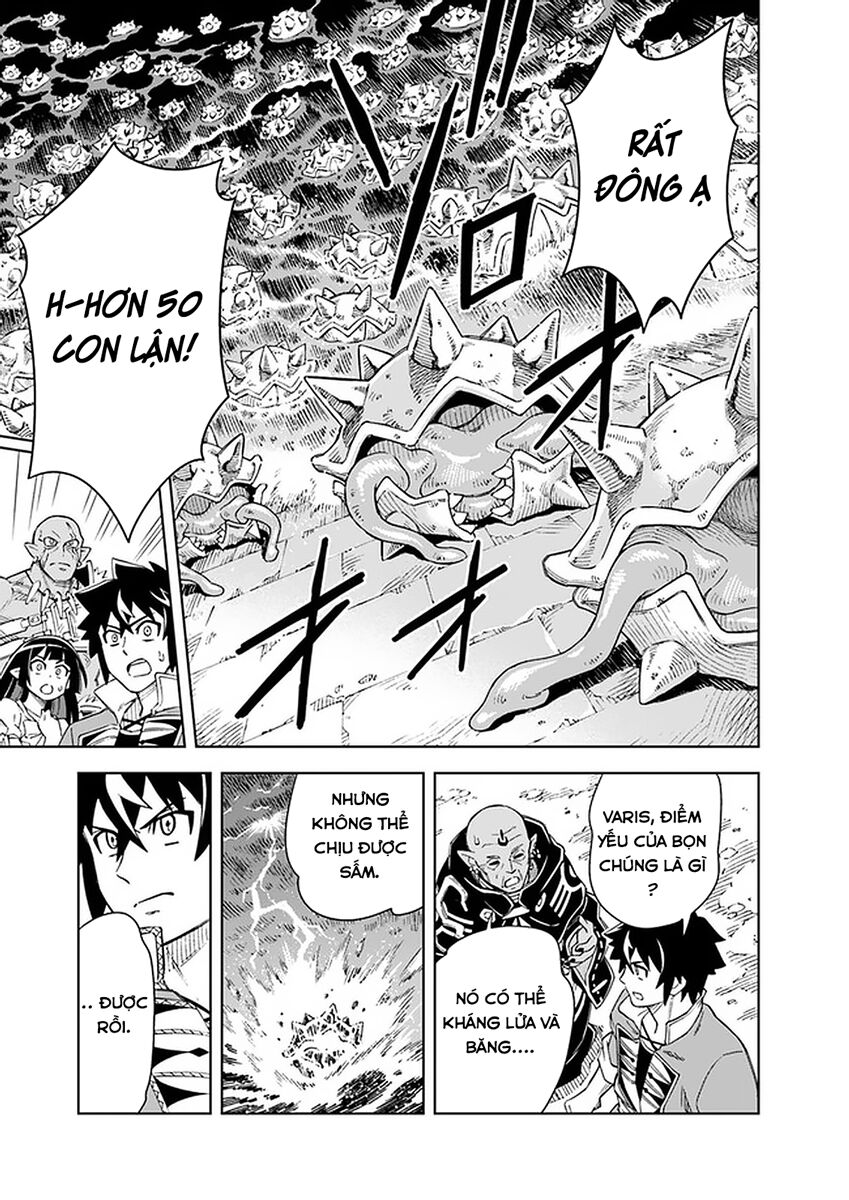 RẤT
ĐÔNG Ạ
H-HƠN 50
CON LẬN!
VARIS, ĐIỂM
YẾU CỦA BỌN
CHÚNG LÀ GÌ
?
NÓ CÓ THỂ
KHÁNG LỬA VÀ
BĂNG....
NHƯNG
KHÔNG THỂ
CHỊU ĐƯỢC
SẤM.
.. ĐƯỢC
RỒI.